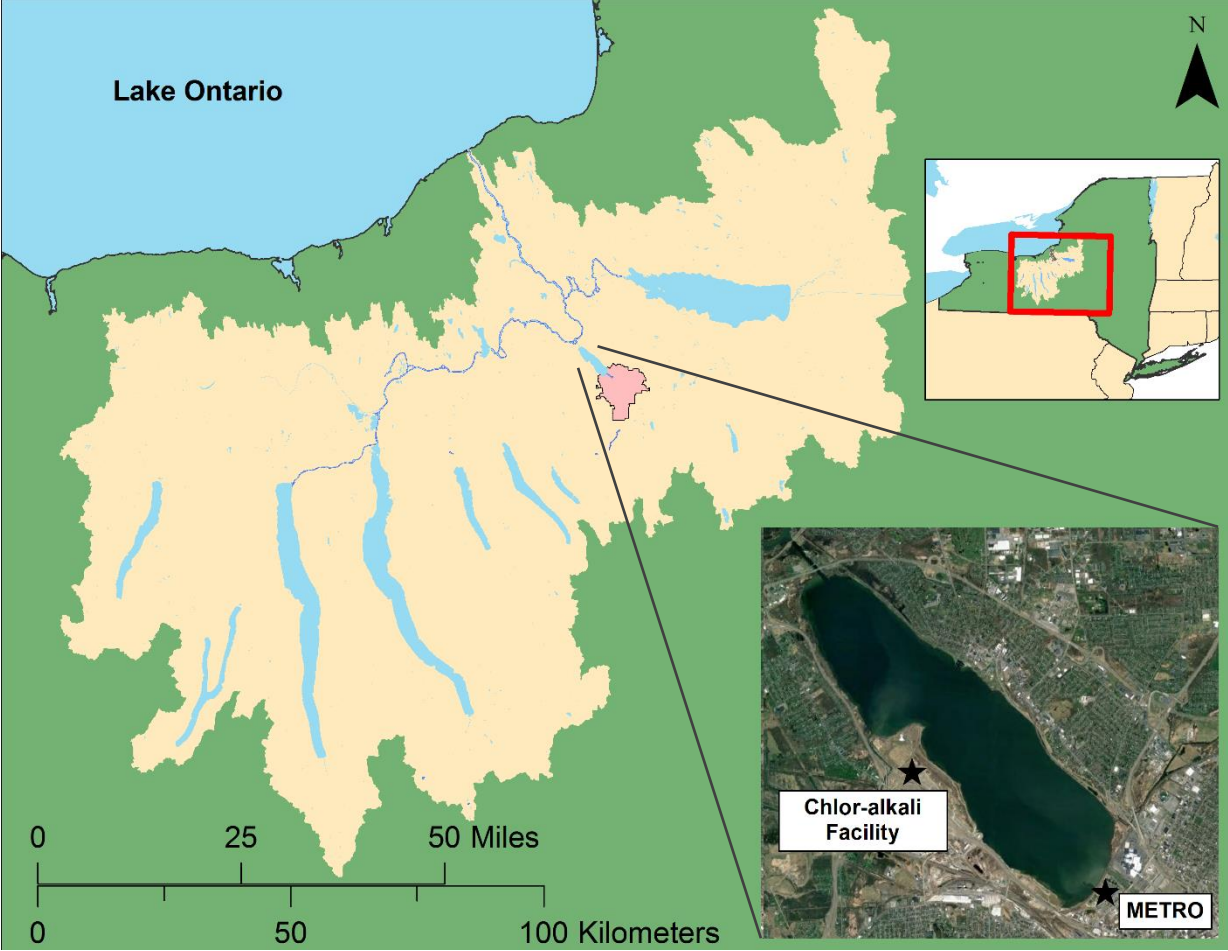 N
Lake Ontario
Chlor-alkali
Facility
METRO
0 25 50 Miles
0 50 100 Kilometers